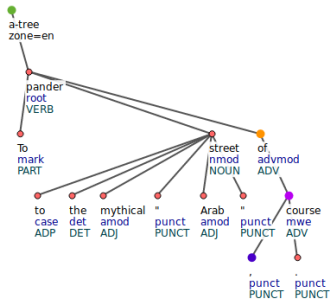 a-tree
zone=en
pander
root
VERB
To
mark
PART
street
nmod
NOUN
of
advmod
ADV
to
case
ADP
the
det
DET
mythical
amod
ADJ
"
punct
PUNCT
Arab
amod
ADJ
"
punct
PUNCT
course
mwe
ADV
,
punct
PUNCT
.
punct
PUNCT